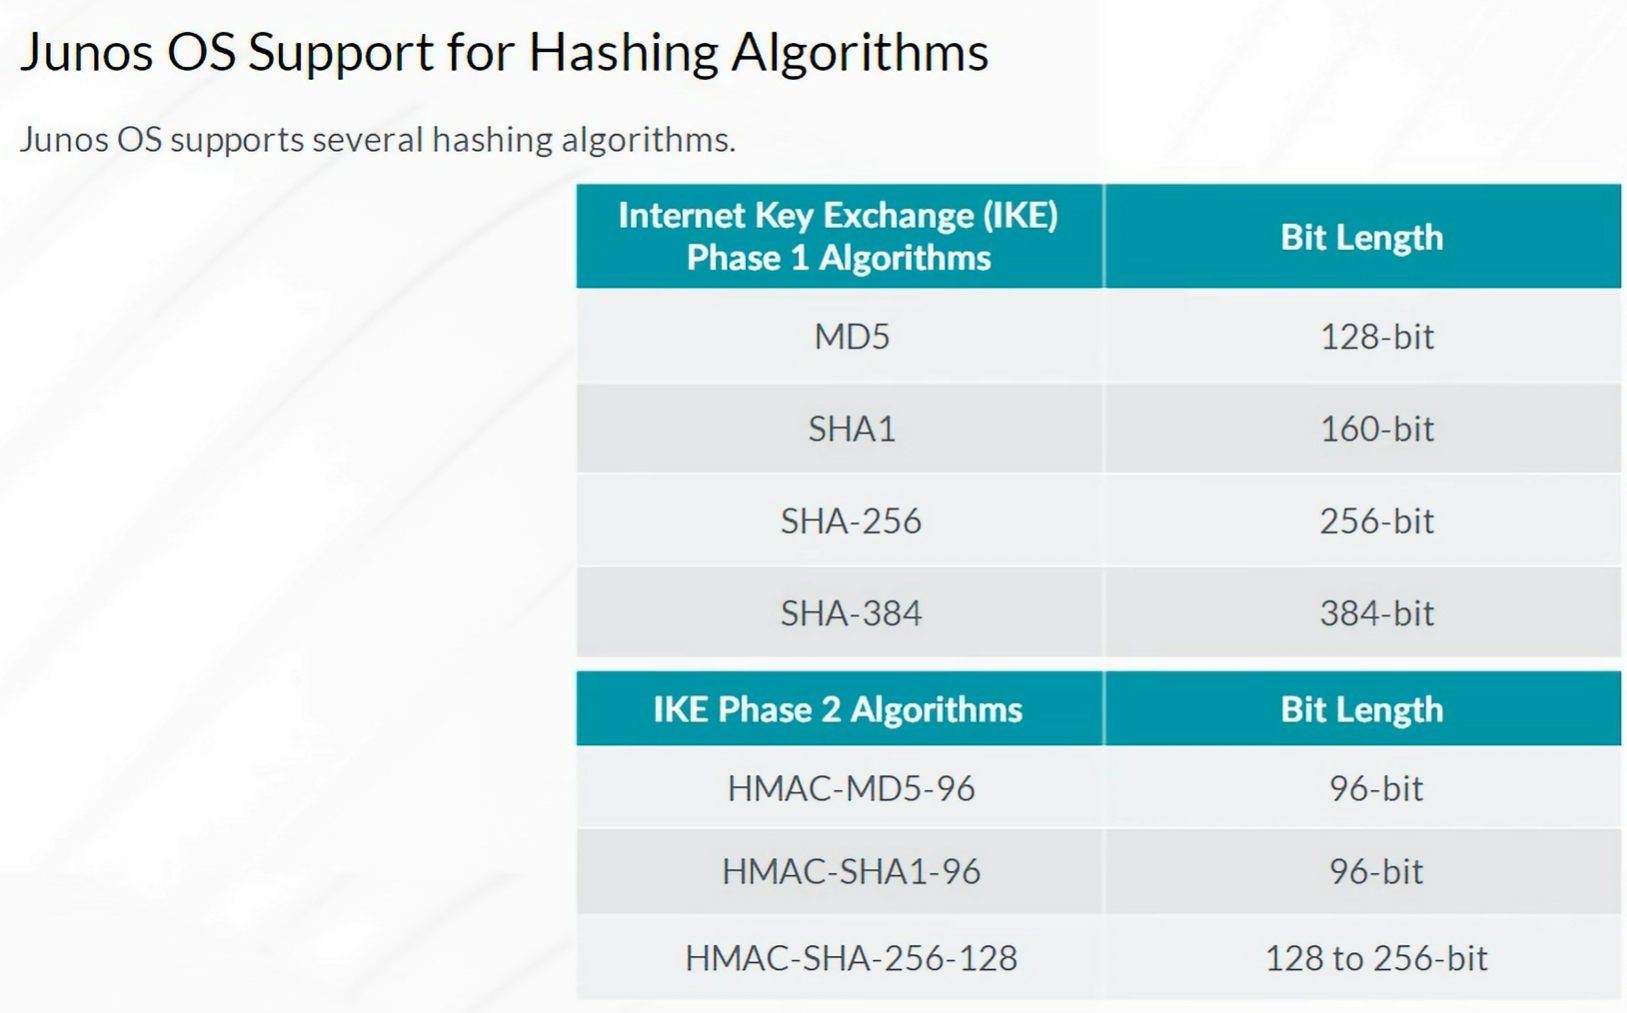 Junos OS Support for Hashing Algorithms
Junos OS supports several hashing algorithms.
Internet Key Exchange (IKE)
Phase 1 Algorithms
Bit Length
MD5
128-bit
SHA1
160-bit
SHA-256
256-bit
SHA-384
384-bit
IKE Phase 2 Algorithms
Bit Length
HMAC-MD5-96
96-bit
HMAC-SHA1-96
96-bit
HMAC-SHA-256-128
128 to 256-bit